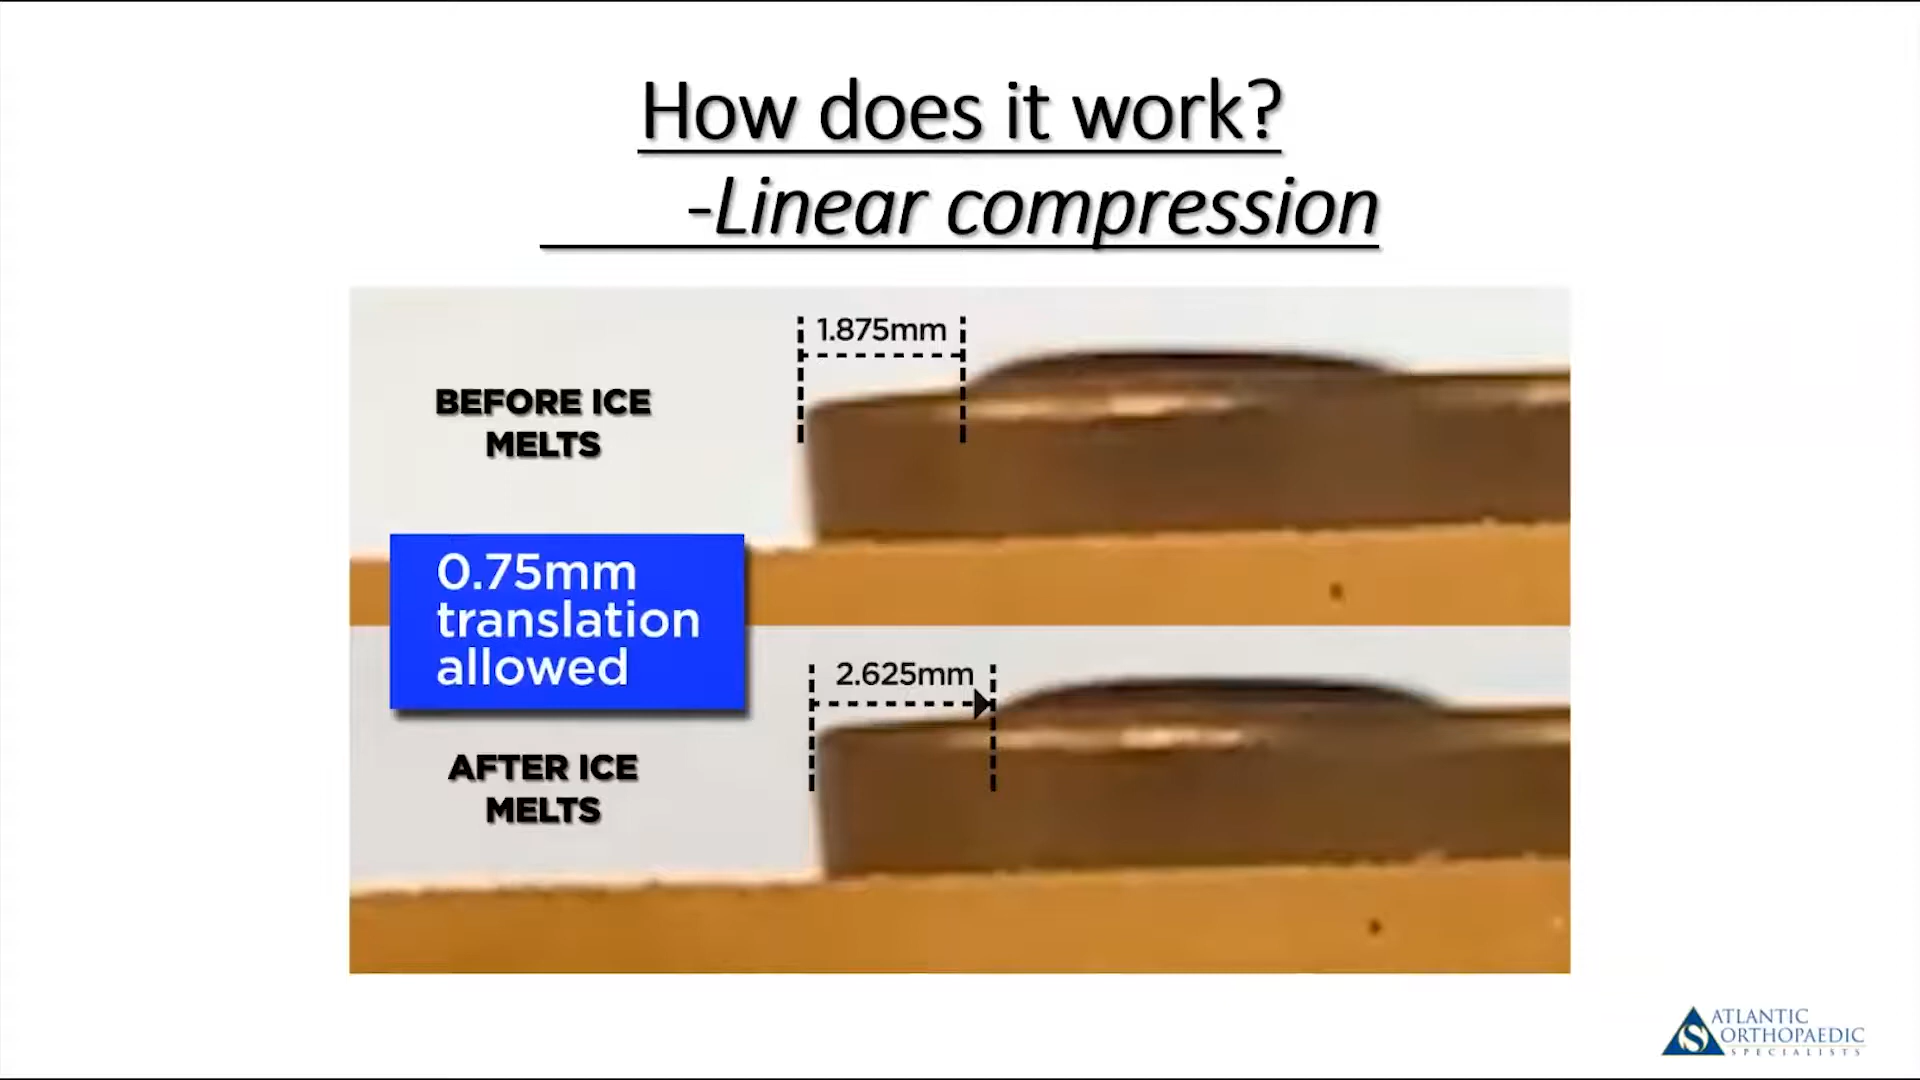 How does it work?
-Linear compression
1.875mm
BEFORE ICE
MELTS
0.75mm
translation
allowed
2.625mm
AFTER ICE
MELTS
ATLANTIC
ORTHOPAEDIC
SPECIALISTS